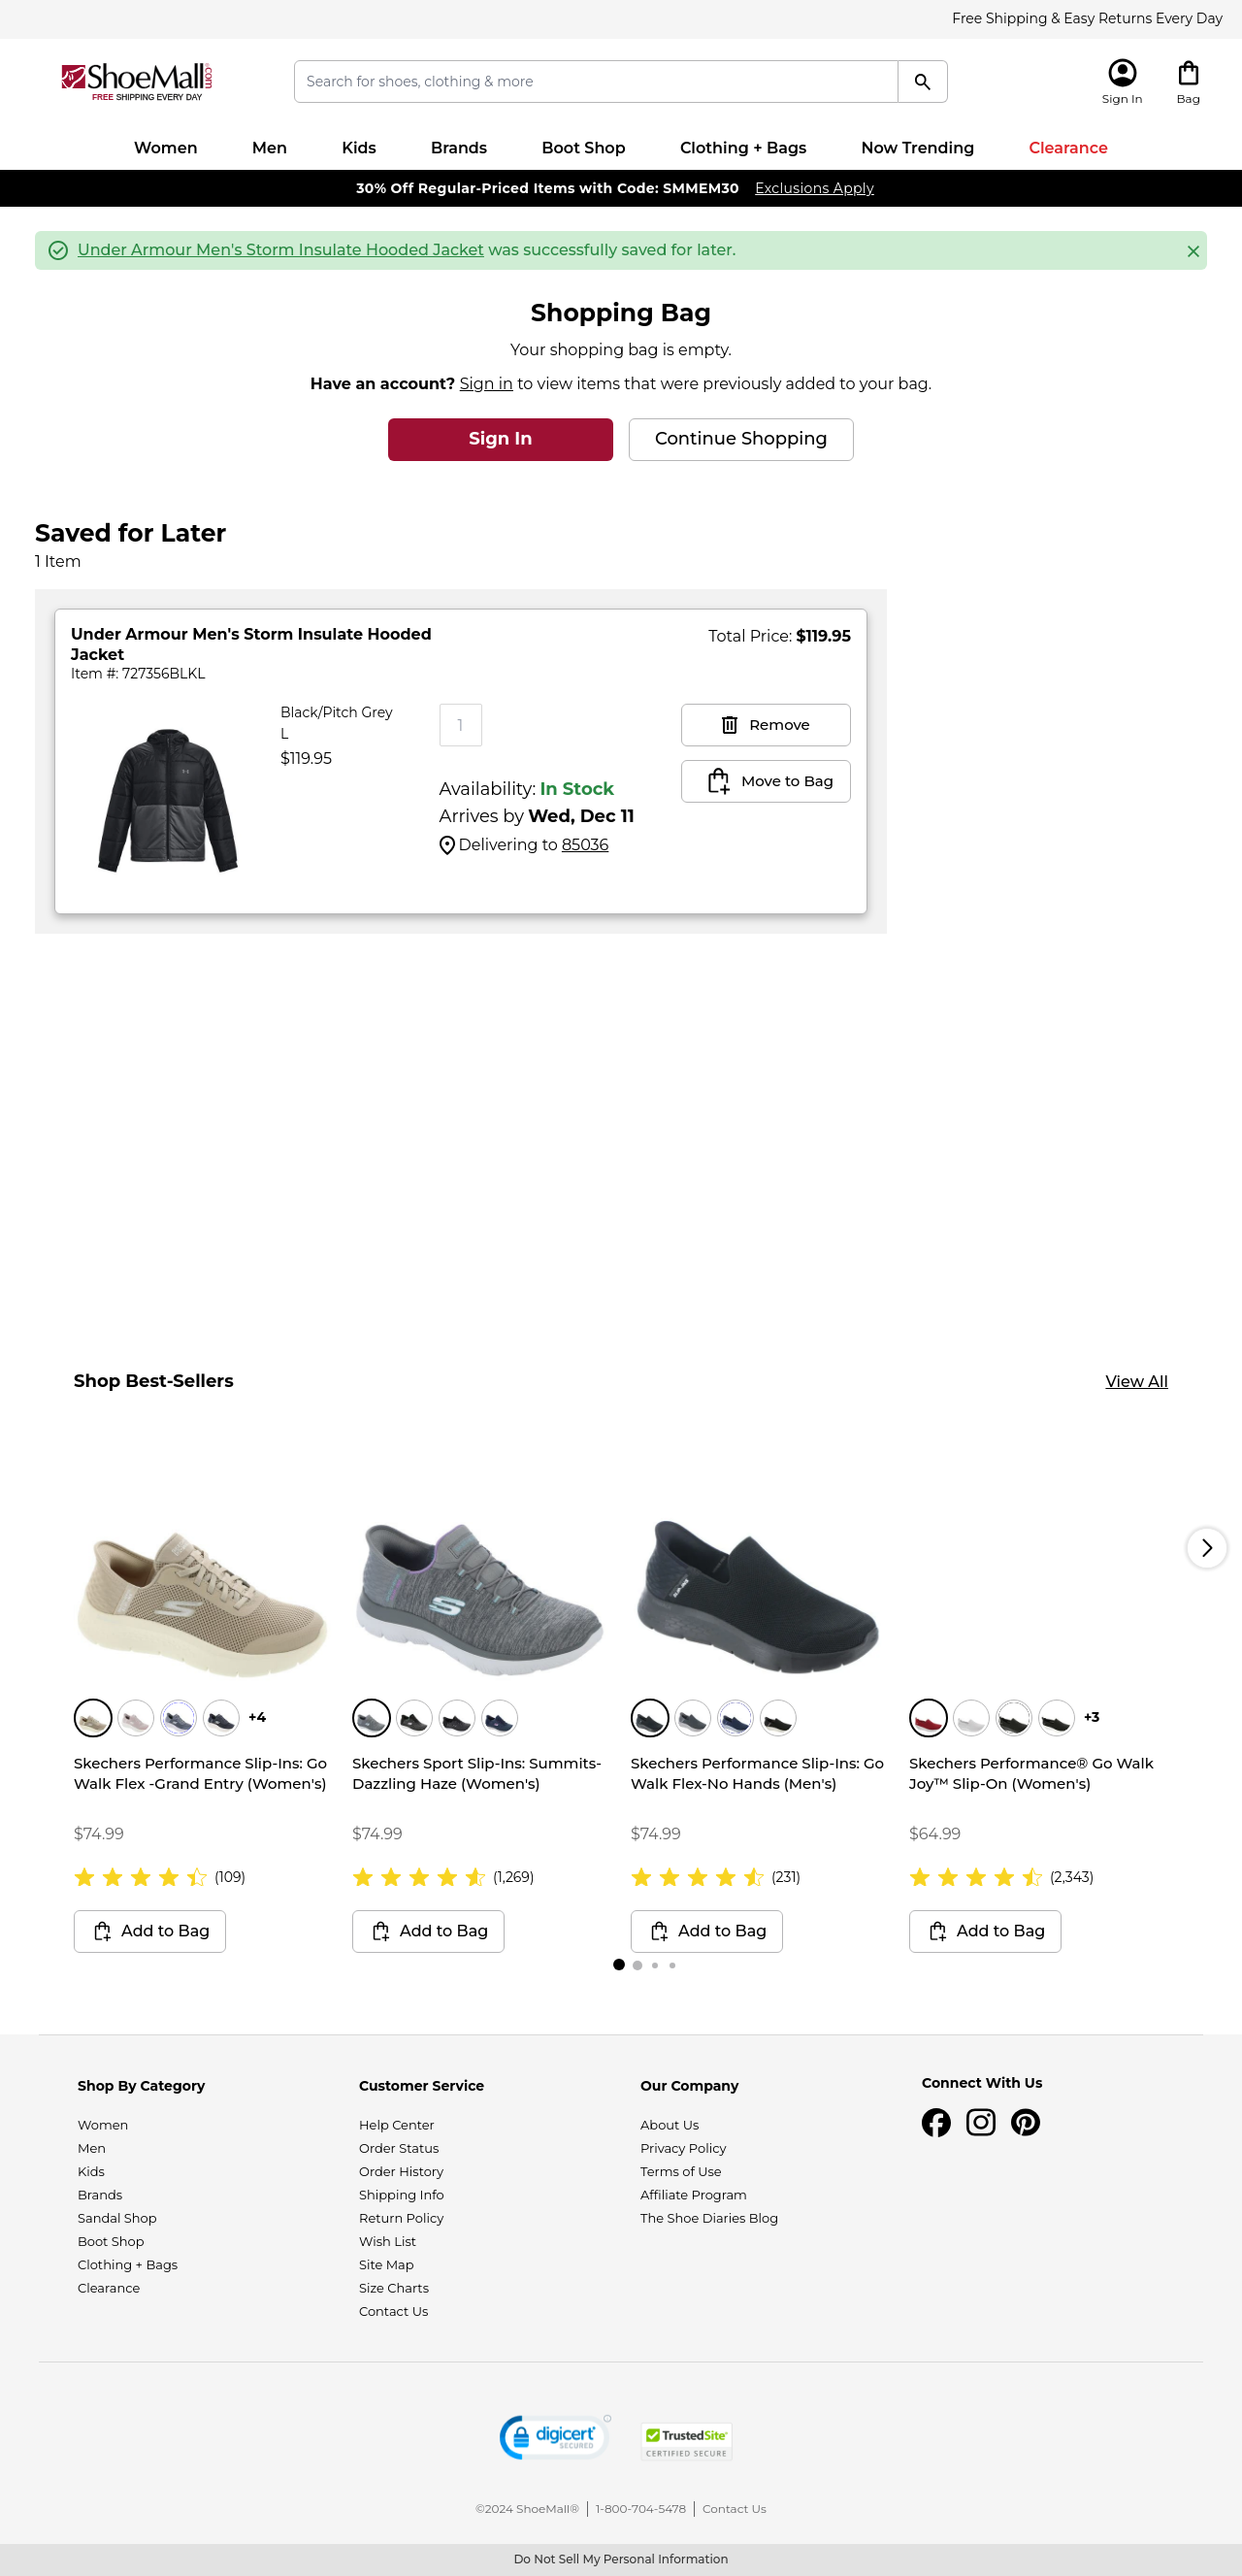 Free Shipping & Easy Returns Every Day
ShoeMall.com
FREE SHIPPING EVERY DAY
Search for shoes, clothing & more
Sign In
Bag
Women Men Kids Brands Boot Shop Clothing + Bags Now Trending Clearance
30% Off Regular-Priced Items with Code: SMMEM30 Exclusions Apply
Under Armour Men's Storm Insulate Hooded Jacket was successfully saved for later.
Shopping Bag
Your shopping bag is empty.
Have an account? Sign in to view items that were previously added to your bag.
Sign In
Continue Shopping
Saved for Later
1 Item
Under Armour Men's Storm Insulate Hooded
Jacket
Item #: 727356BLKL
Total Price: $119.95
Black/Pitch Grey
L
$119.95
1
Availability: In Stock
Arrives by Wed, Dec 11
Delivering to 85036
Remove
Move to Bag
Shop Best-Sellers
View All
+4
Skechers Performance Slip-Ins: Go
Walk Flex -Grand Entry (Women's)
$74.99
(109)
Add to Bag
Skechers Sport Slip-Ins: Summits-
Dazzling Haze (Women's)
$74.99
(1,269)
Add to Bag
Skechers Performance Slip-Ins: Go
Walk Flex-No Hands (Men's)
$74.99
(231)
Add to Bag
+3
Skechers Performance® Go Walk
Joy™ Slip-On (Women's)
$64.99
(2,343)
Add to Bag
Shop By Category
Women
Men
Kids
Brands
Sandal Shop
Boot Shop
Clothing + Bags
Clearance
Customer Service
Help Center
Order Status
Order History
Shipping Info
Return Policy
Wish List
Site Map
Size Charts
Contact Us
Our Company
About Us
Privacy Policy
Terms of Use
Affiliate Program
The Shoe Diaries Blog
Connect With Us
digicert
SECURED
TrustedSite
CERTIFIED SECURE
©2024 ShoeMall® 1-800-704-5478 Contact Us
Do Not Sell My Personal Information